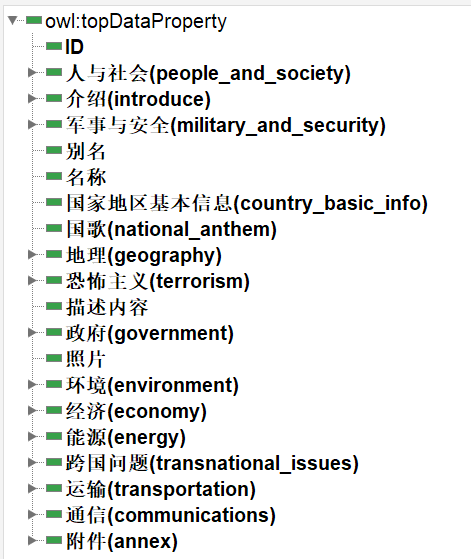 owl:topDataProperty
ID
人与社会(people_and_society)
介绍(introduce)
军事与安全(military_and_security)
别名
名称
国家地区基本信息(country_basic_info)
国歌(national_anthem)
地理(geography)
恐怖主义(terrorism)
描述内容
政府(government)
照片
环境(environment)
经济(economy)
能源(energy)
跨国问题(transnational_issues)
运输(transportation)
通信(communications)
附件(annex)